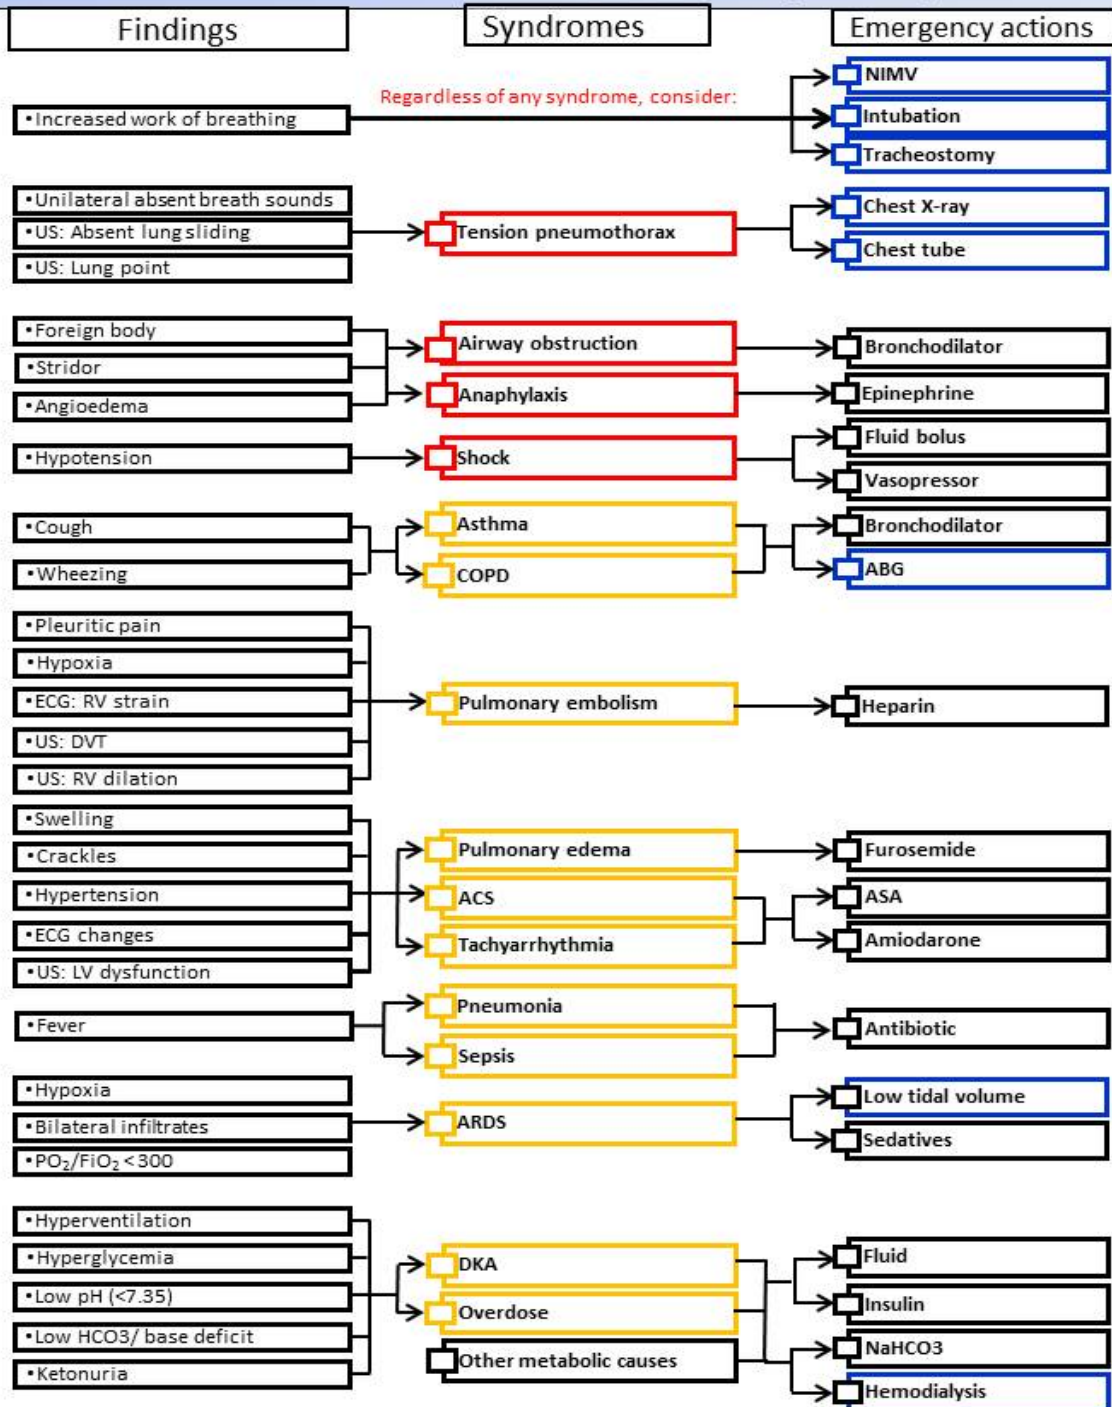 Findings
Syndromes
Emergency actions
Regardless of any syndrome, consider:
•Increased work of breathing
NIMV
Intubation
Tracheostomy
•Unilateral absent breath sounds
•US: Absent lung sliding
•US: Lung point
Tension pneumothorax
Chest X-ray
Chest tube
•Foreign body
•Stridor
•Angioedema
Airway obstruction
Anaphylaxis
Bronchodilator
Epinephrine
•Hypotension
Shock
Fluid bolus
Vasopressor
•Cough
•Wheezing
Asthma
COPD
Bronchodilator
ABG
•Pleuritic pain
•Hypoxia
•ECG: RV strain
•US: DVT
•US: RV dilation
Pulmonary embolism
Heparin
•Swelling
•Crackles
•Hypertension
•ECG changes
•US: LV dysfunction
Pulmonary edema
ACS
Tachyarrhythmia
Furosemide
ASA
Amiodarone
•Fever
Pneumonia
Sepsis
Antibiotic
•Hypoxia
•Bilateral infiltrates
•PO₂/FiO₂ <300
ARDS
Low tidal volume
Sedatives
•Hyperventilation
•Hyperglycemia
•Low pH (<7.35)
•Low HCO3/ base deficit
•Ketonuria
DKA
Overdose
Other metabolic causes
Fluid
Insulin
NaHCO3
Hemodialysis